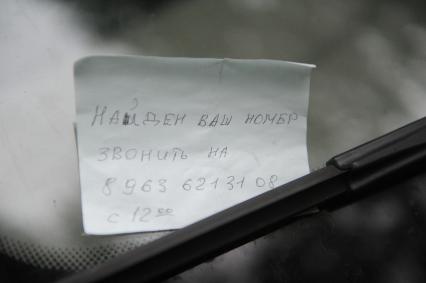 НАЙДЕН ВАШ НОМЕР
ЗВОНИТЬ НА
8 963 621 31 08
С 12⁰⁰